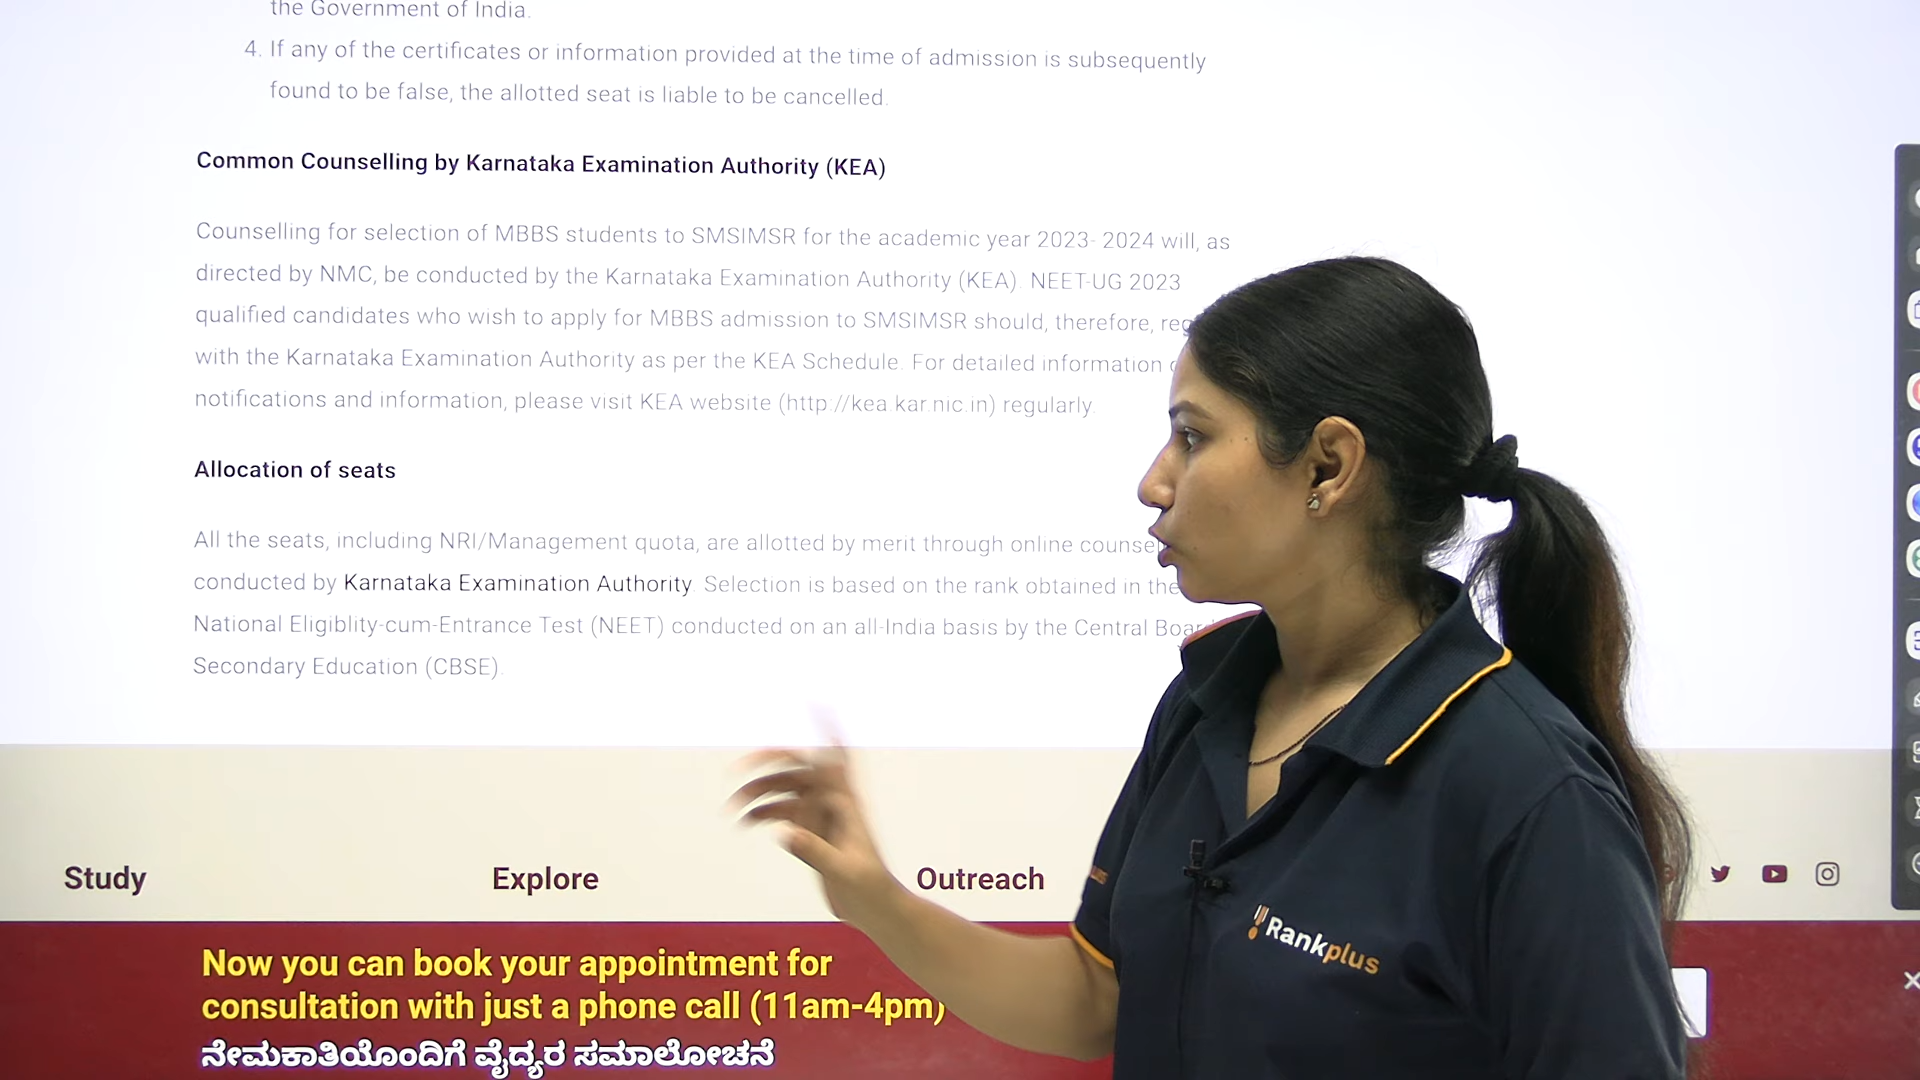 the Government of India.
4. If any of the certificates or information provided at the time of admission is subsequently
found to be false, the allotted seat is liable to be cancelled.
Common Counselling by Karnataka Examination Authority (KEA)
Counselling for selection of MBBS students to SMSIMSR for the academic year 2023- 2024 will, as
directed by NMC, be conducted by the Karnataka Examination Authority (KEA). NEET-UG 2023
qualified candidates who wish to apply for MBBS admission to SMSIMSR should, therefore,
with the Karnataka Examination Authority as per the KEA Schedule. For detailed information
notifications and information, please visit KEA website (http://kea.kar.nic.in) regularly.
Allocation of seats
All the seats, including NRI/Management quota, are allotted by merit through online
conducted by Karnataka Examination Authority. Selection is based on the rank obtained in the
National Eligiblity-cum-Entrance Test (NEET) conducted on an all-India basis by the Central
Secondary Education (CBSE).
Study
Explore
Outreach
Rankplus
Now you can book your appointment for
consultation with just a phone call (11am-4pm)
ನೇಮಕಾತಿಯೊಂದಿಗೆ ವೈದ್ಯರ ಸಮಾಲೋಚನೆ